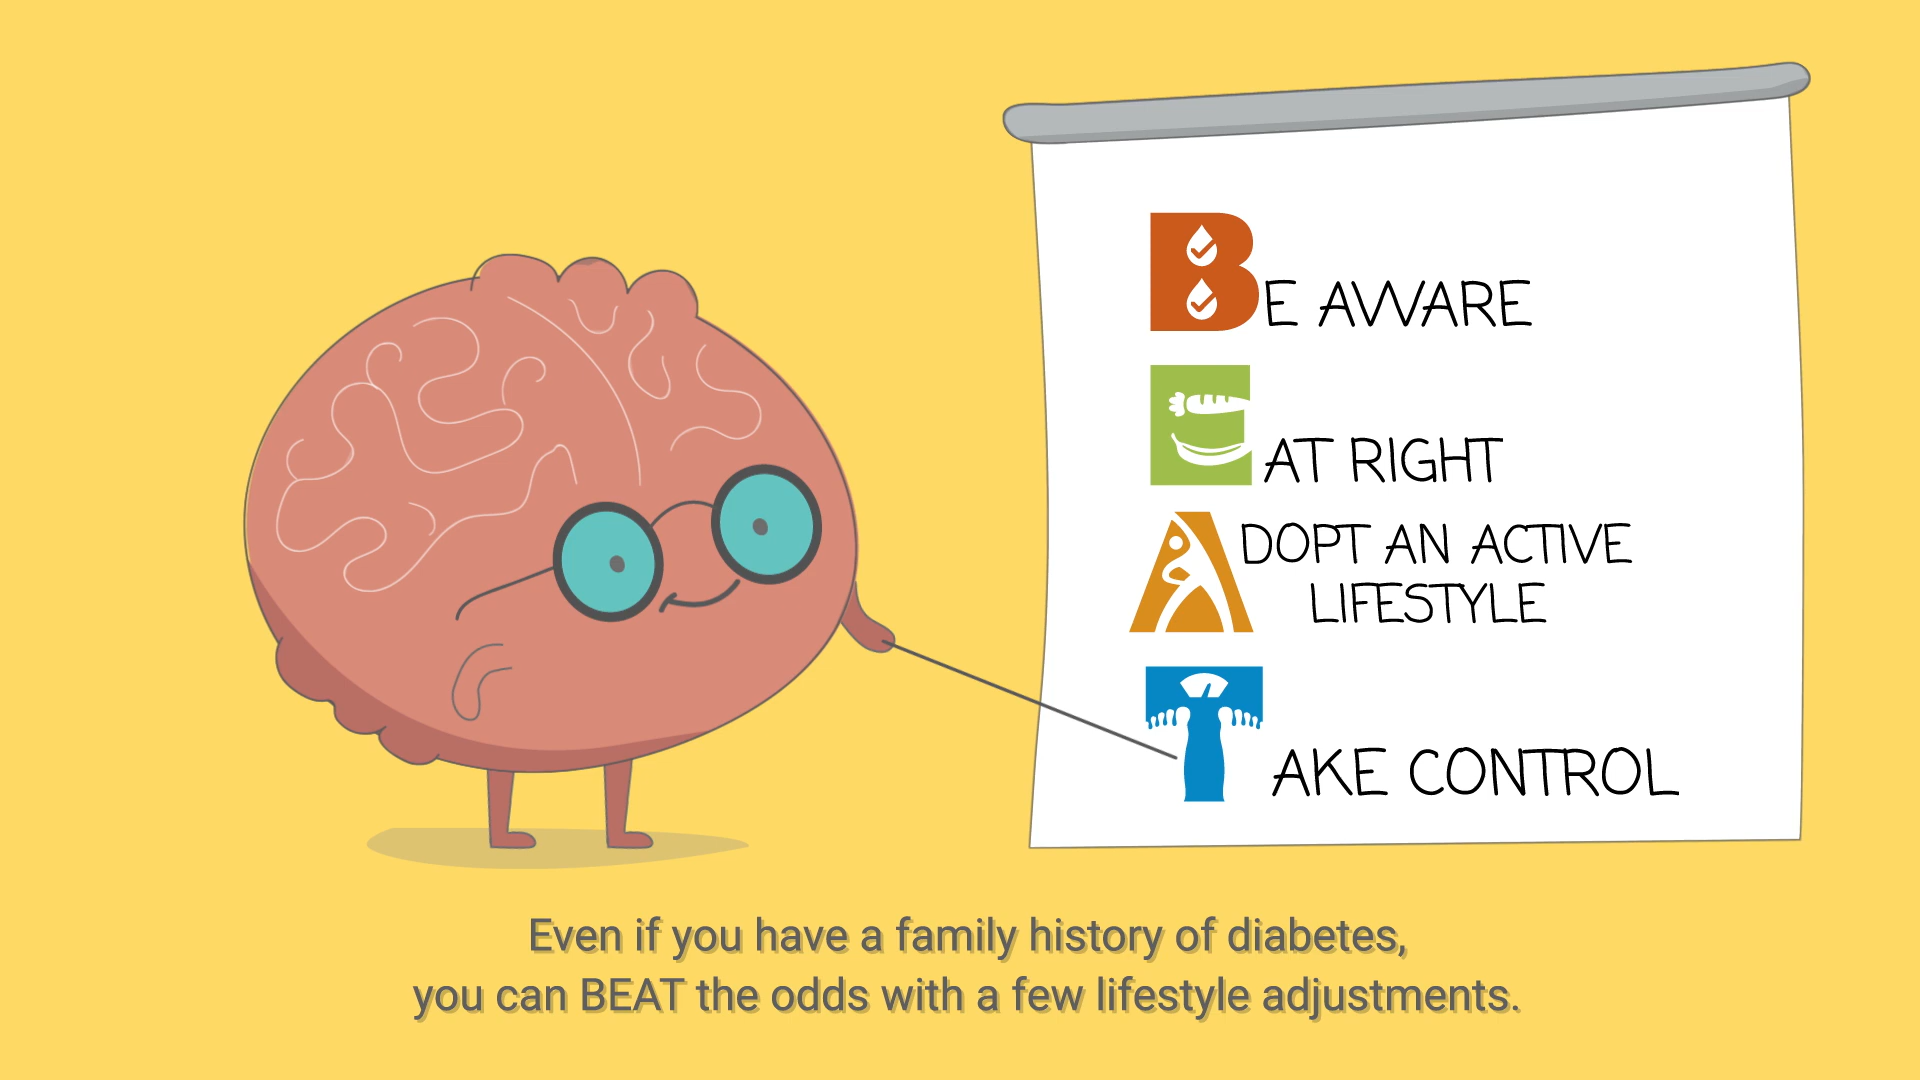 BE AWARE
EAT RIGHT
ADOPT AN ACTIVE
LIFESTYLE
TAKE CONTROL
Even if you have a family history of diabetes,
you can BEAT the odds with a few lifestyle adjustments.